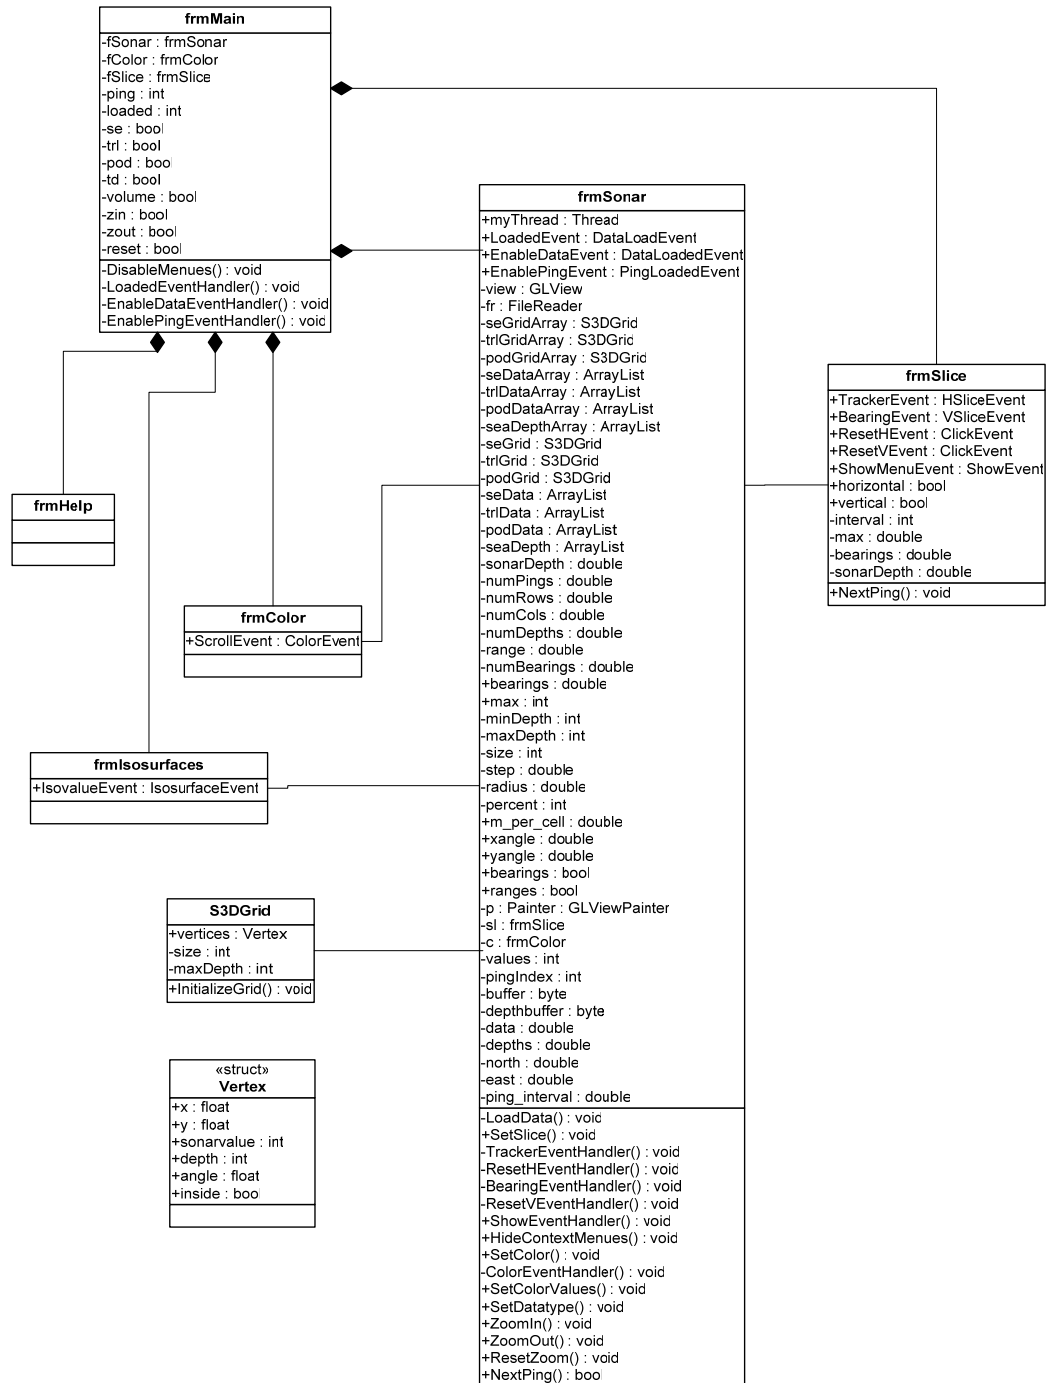 frmMain
-fSonar : frmSonar
-fColor : frmColor
-fSlice : frmSlice
-ping : int
-loaded : int
-se : bool
-trl : bool
-pod : bool
-td : bool
-volume : bool
-zin : bool
-zout : bool
-reset : bool
-DisableMenues() : void
-LoadedEventHandler() : void
-EnableDataEventHandler() : void
-EnablePingEventHandler() : void
frmSonar
+myThread : Thread
+LoadedEvent : DataLoadEvent
+EnableDataEvent : DataLoadedEvent
+EnablePingEvent : PingLoadedEvent
-view : GLView
-fr : FileReader
-seGridArray : S3DGrid
-trlGridArray : S3DGrid
-podGridArray : S3DGrid
-seDataArray : ArrayList
-trlDataArray : ArrayList
-podDataArray : ArrayList
-seaDepthArray : ArrayList
-seGrid : S3DGrid
-trlGrid : S3DGrid
-podGrid : S3DGrid
-seData : ArrayList
-trlData : ArrayList
-podData : ArrayList
-seaDepth : ArrayList
-sonarDepth : double
-numPings : double
-numRows : double
-numCols : double
-numDepths : double
-range : double
-numBearings : double
+bearings : double
+max : int
-minDepth : int
-maxDepth : int
-size : int
-step : double
-radius : double
-percent : int
+m_per_cell : double
+xangle : double
+yangle : double
+bearings : bool
+ranges : bool
-p : Painter : GLViewPainter
-sl : frmSlice
-c : frmColor
-values : int
-pingIndex : int
-buffer : byte
-depthbuffer : byte
-data : double
-depths : double
-north : double
-east : double
-ping_interval : double
-LoadData() : void
+SetSlice() : void
-TrackerEventHandler() : void
-ResetHEventHandler() : void
-BearingEventHandler() : void
-ResetVEventHandler() : void
+ShowEventHandler() : void
+HideContextMenues() : void
+SetColor() : void
-ColorEventHandler() : void
+SetColorValues() : void
+SetDatatype() : void
+ZoomIn() : void
+ZoomOut() : void
+ResetZoom() : void
+NextPing() : bool
frmSlice
+TrackerEvent : HSliceEvent
+BearingEvent : VSliceEvent
+ResetHEvent : ClickEvent
+ResetVEvent : ClickEvent
+ShowMenuEvent : ShowEvent
+horizontal : bool
+vertical : bool
-interval : int
-max : double
-bearings : double
-sonarDepth : double
+NextPing() : void
frmHelp
frmColor
+ScrollEvent : ColorEvent
frmIsosurfaces
+IsovalueEvent : IsosurfaceEvent
S3DGrid
+vertices : Vertex
-size : int
-maxDepth : int
+InitializeGrid() : void
«struct»
Vertex
+x : float
+y : float
+sonarvalue : int
+depth : int
+angle : float
+inside : bool